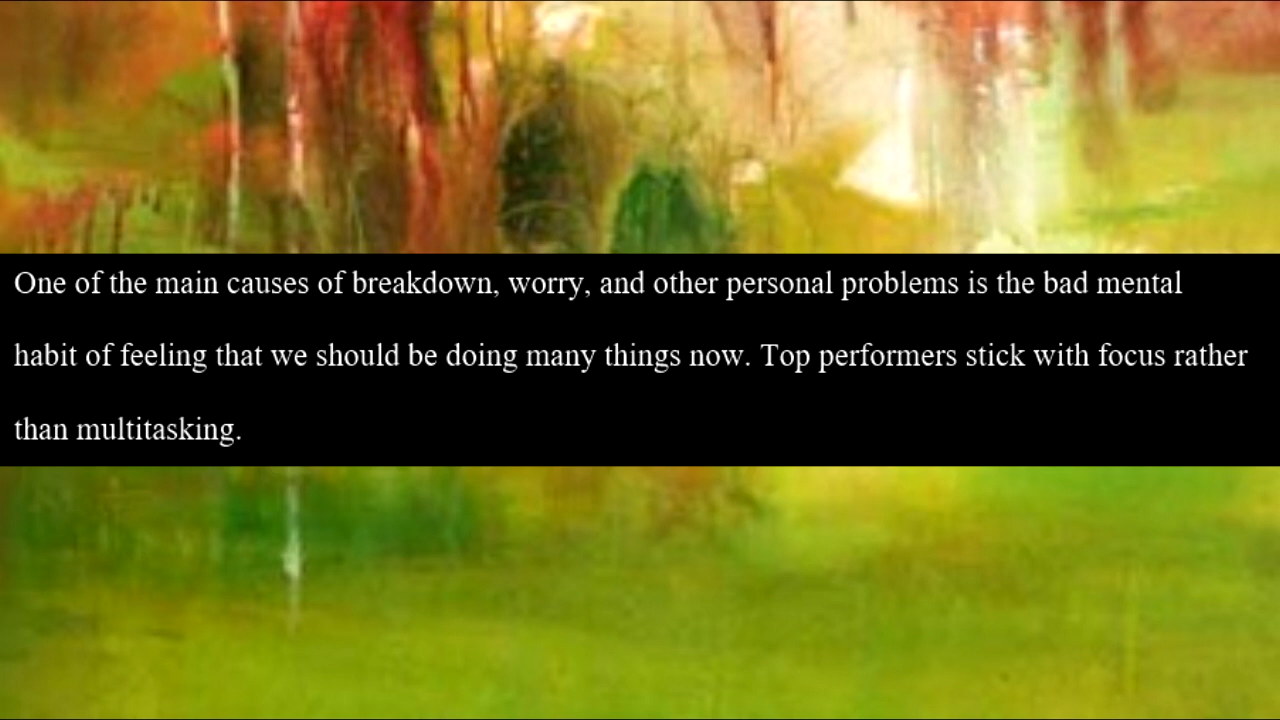 One of the main causes of breakdown, worry, and other personal problems is the bad mental
habit of feeling that we should be doing many things now. Top performers stick with focus rather
than multitasking.